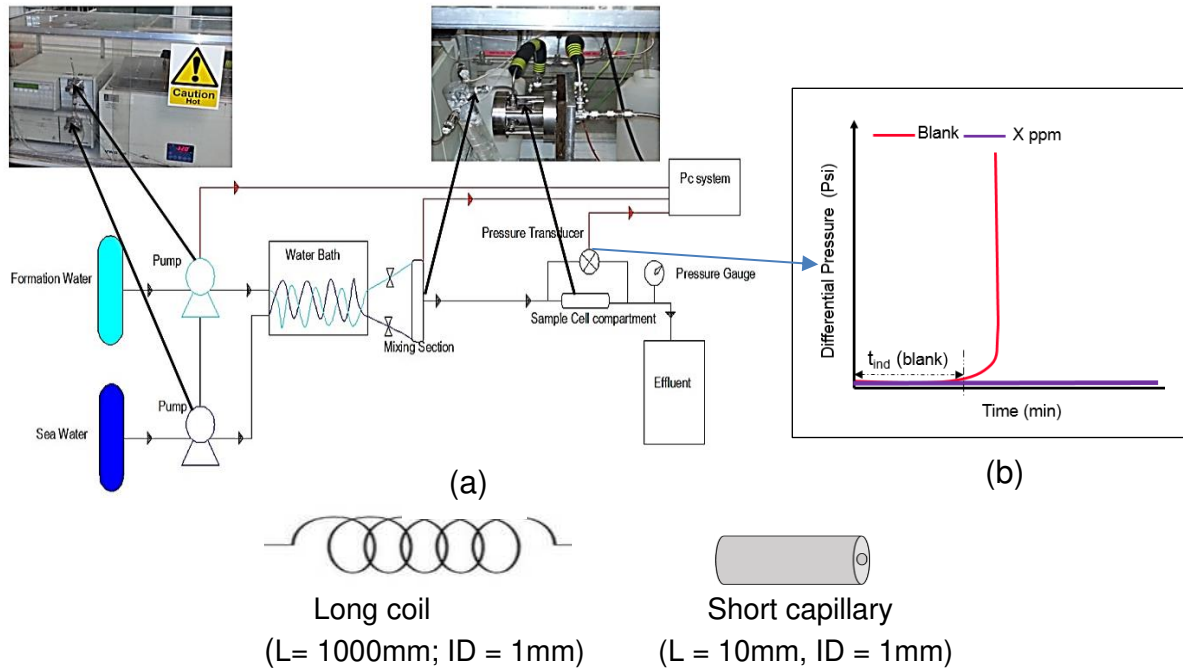 Caution
Hot
Pc system
Pressure Transducer
Pump
Water Bath
Formation Water
Pressure Gauge
Sample Cell compartment
Mixing Section
Effluent
Pump
Sea Water
(a)
Blank
X ppm
Differential Pressure (Psi)
t_ind (blank)
Time (min)
(b)
Long coil
(L= 1000mm; ID = 1mm)
Short capillary
(L = 10mm, ID = 1mm)